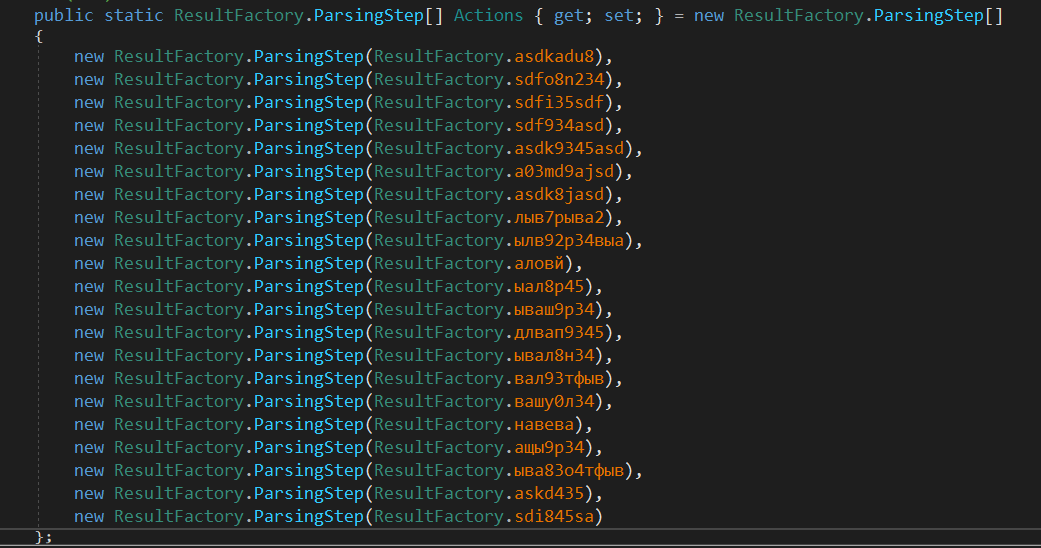 public static ResultFactory.ParsingStep[] Actions { get; set; } = new ResultFactory.ParsingStep[]
{
new ResultFactory.ParsingStep(ResultFactory.asdkadu8),
new ResultFactory.ParsingStep(ResultFactory.sdfo8n234),
new ResultFactory.ParsingStep(ResultFactory.sdfi35sdf),
new ResultFactory.ParsingStep(ResultFactory.sdf934asd),
new ResultFactory.ParsingStep(ResultFactory.asdk9345asd),
new ResultFactory.ParsingStep(ResultFactory.a03md9ajsd),
new ResultFactory.ParsingStep(ResultFactory.asdk8jasd),
new ResultFactory.ParsingStep(ResultFactory.лыв7рыва2),
new ResultFactory.ParsingStep(ResultFactory.ылв92р34выа),
new ResultFactory.ParsingStep(ResultFactory.аловй),
new ResultFactory.ParsingStep(ResultFactory.ыал8р45),
new ResultFactory.ParsingStep(ResultFactory.ываш9р34),
new ResultFactory.ParsingStep(ResultFactory.длвап9345),
new ResultFactory.ParsingStep(ResultFactory.ывал8н34),
new ResultFactory.ParsingStep(ResultFactory.вал93тфыв),
new ResultFactory.ParsingStep(ResultFactory.вашу0л34),
new ResultFactory.ParsingStep(ResultFactory.навева),
new ResultFactory.ParsingStep(ResultFactory.ащы9р34),
new ResultFactory.ParsingStep(ResultFactory.ыва83о4тфыв),
new ResultFactory.ParsingStep(ResultFactory.askd435),
new ResultFactory.ParsingStep(ResultFactory.sdi845sa)
};